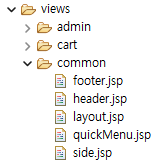 views
admin
cart
common
footer.jsp
header.jsp
layout.jsp
quickMenu.jsp
side.jsp